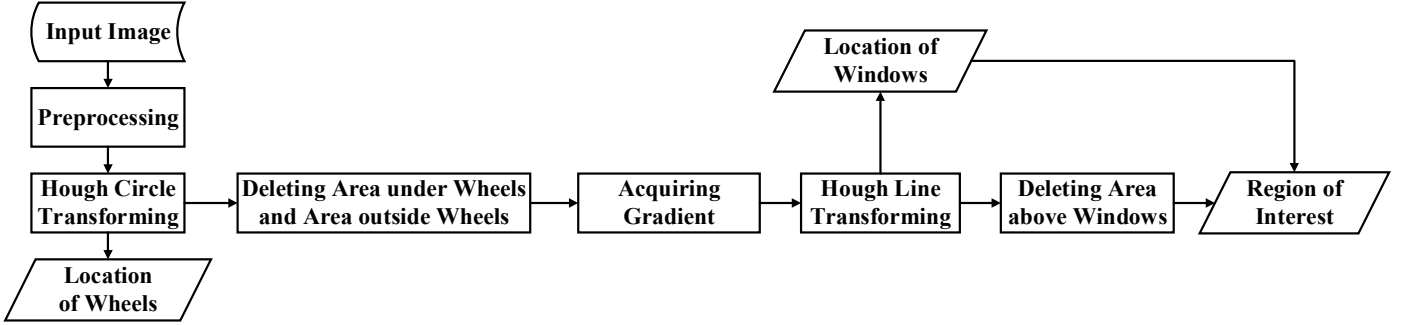 Input Image
Preprocessing
Hough Circle
Transforming
Location
of Wheels
Deleting Area under Wheels
and Area outside Wheels
Acquiring
Gradient
Hough Line
Transforming
Location of
Windows
Deleting Area
above Windows
Region of
Interest